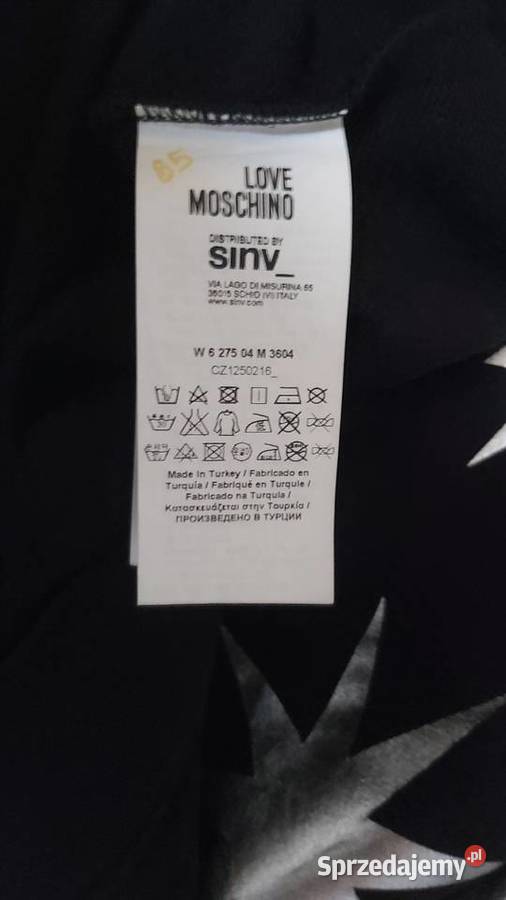 85
LOVE
MOSCHINO
DISTRIBUTED BY
sınv_
VIA LAGO DI MISURINA 65
36015 SCHIO (VI) ITALY
www.sinv.com
W 6 275 04 M 3604
CZ1250216_
Made in Turkey / Fabricado en
Turquía / Fabriqué en Turquie /
Fabricado na Turquia /
Κατασκευάζεται στην Τουρκία /
ПРОИЗВЕДЕНО В ТУРЦИИ
Sprzedajemy.pl